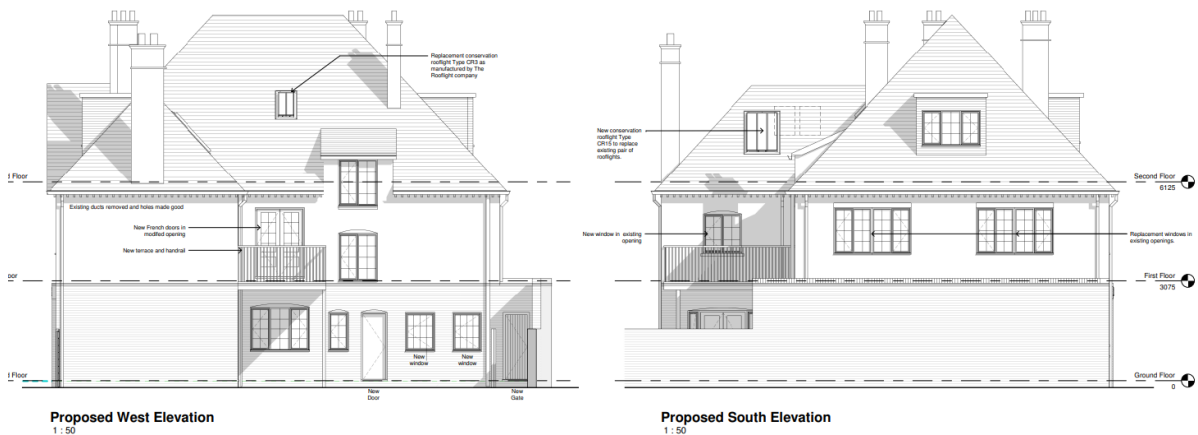 Replacement conservation
rooflight Type CR3 as
manufactured by The
Rooflight company
d Floor
Existing ducts removed and holes made good
New French doors in
modifed opening
New terrace and handrail
oor
New
window
New
window
d Floor
New
Door
New
Gate
Proposed West Elevation
1 : 50
New conservation
rooflight Type
CR15 to replace
existing pair of
rooflights.
Second Floor
6125
New window in existing
opening
Replacement windows in
existing openings.
First Floor
3075
Ground Floor
0
Proposed South Elevation
1 : 50